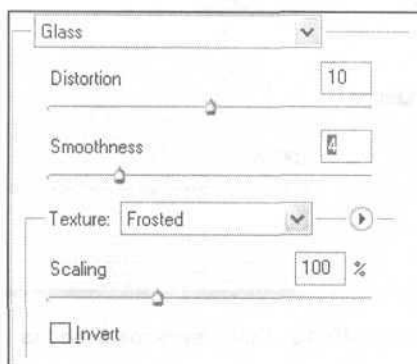 Glass
Distortion 10
Smoothness 4
Texture: Frosted
Scaling 100 %
Invert